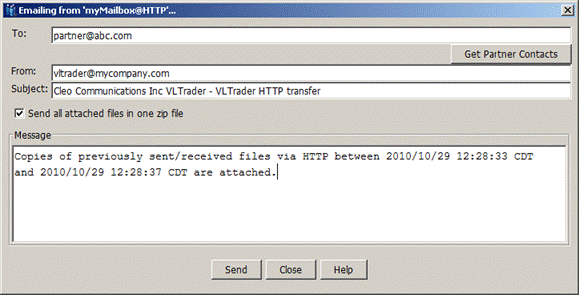 Emailing from 'myMailbox@HTTP'...
To: partner@abc.com
Get Partner Contacts
From: vltrader@mycompany.com
Subject: Cleo Communications Inc VLTrader - VLTrader HTTP transfer
Send all attached files in one zip file
Message
Copies of previously sent/received files via HTTP between 2010/10/29 12:28:33 CDT
and 2010/10/29 12:28:37 CDT are attached.
Send Close Help